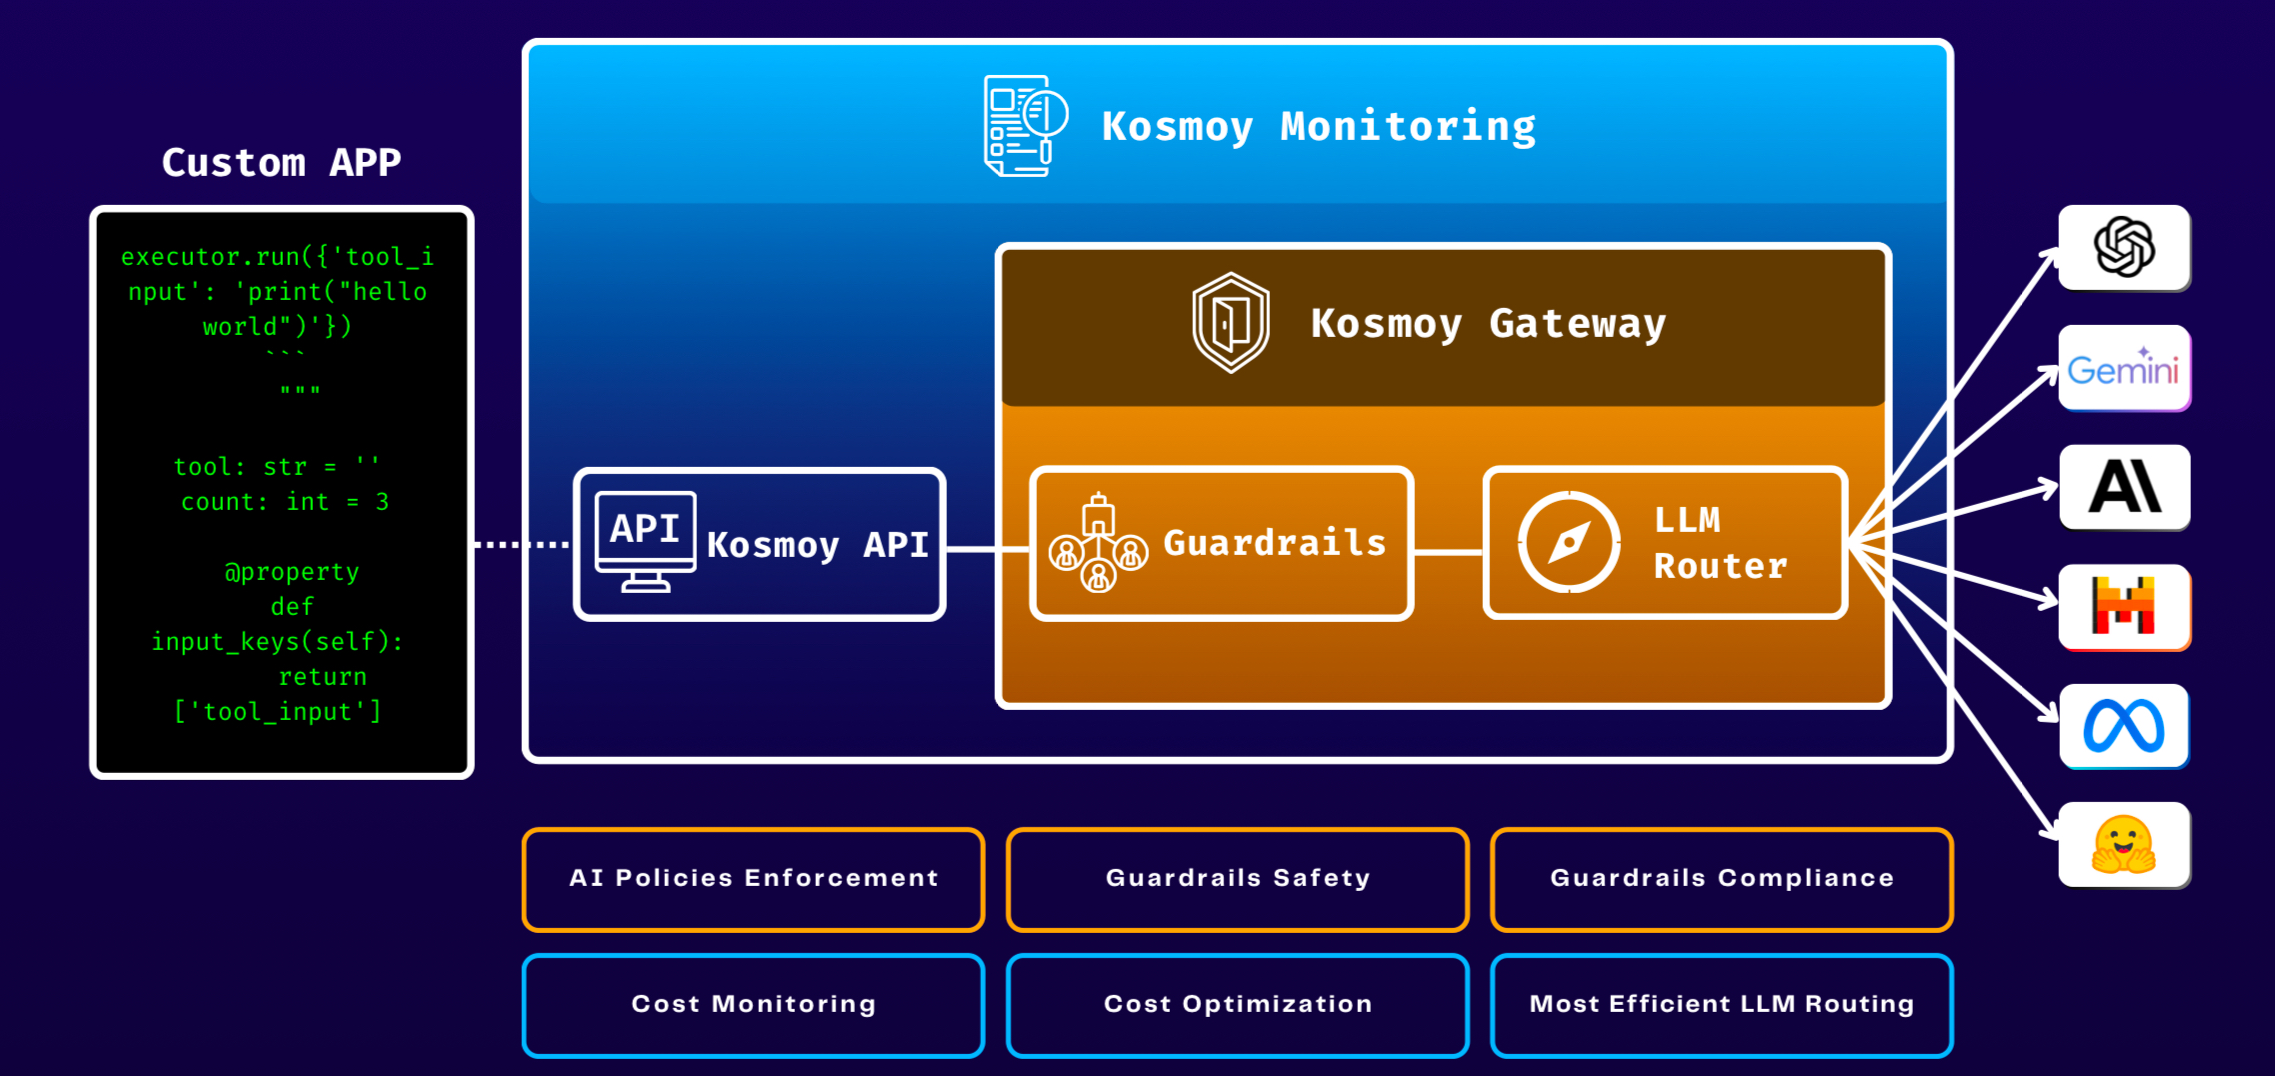 Kosmoy Monitoring
Custom APP
executor.run({'tool_i
nput': 'print("hello
world")'})
```
"""
tool: str = ''
count: int = 3
@property
def
input_keys(self):
return
['tool_input']
Kosmoy Gateway
API
Kosmoy API
Guardrails
LLM
Router
Gemini
AI Policies Enforcement
Guardrails Safety
Guardrails Compliance
Cost Monitoring
Cost Optimization
Most Efficient LLM Routing